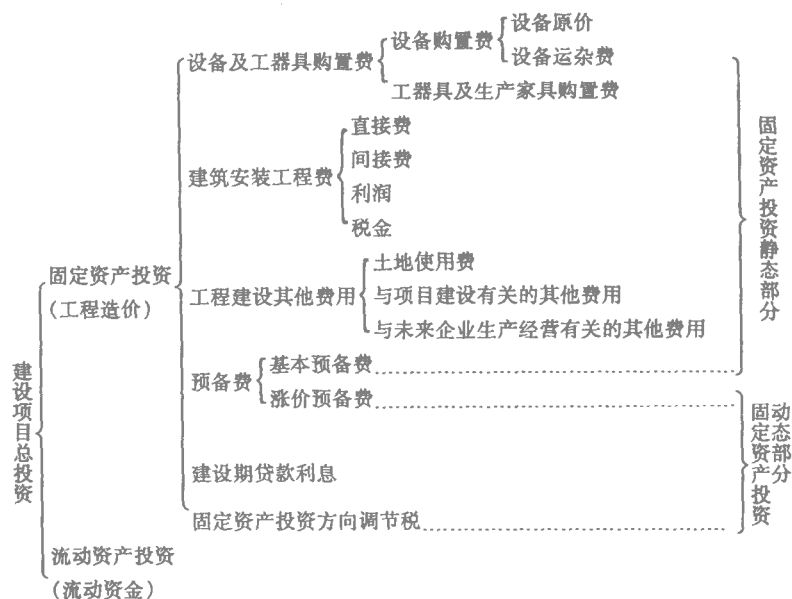 设备及工器具购置费
设备购置费
设备原价
设备运杂费
工器具及生产家具购置费
建筑安装工程费
直接费
间接费
利润
税金
固定资产投资
(工程造价)
工程建设其他费用
土地使用费
与项目建设有关的其他费用
与未来企业生产经营有关的其他费用
预备费
基本预备费
涨价预备费
建设期贷款利息
固定资产投资方向调节税
建设项目总投资
流动资产投资
(流动资金)
固定资产投资静态部分
固定资产投资
动态部分